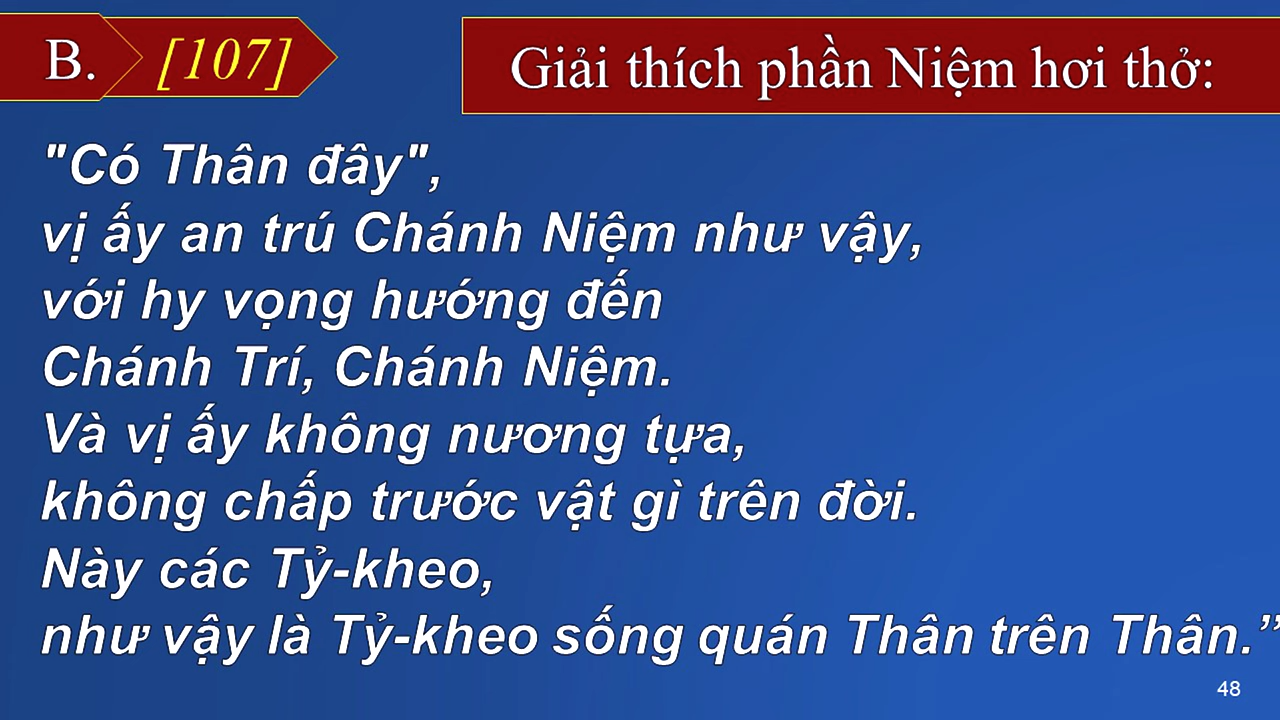 B.
[107]
Giải thích phần Niệm hơi thở:
"Có Thân đây",
vị ấy an trú Chánh Niệm như vậy,
với hy vọng hướng đến
Chánh Trí, Chánh Niệm.
Và vị ấy không nương tựa,
không chấp trước vật gì trên đời.
Này các Tỷ-kheo,
như vậy là Tỷ-kheo sống quán Thân trên Thân.”
48